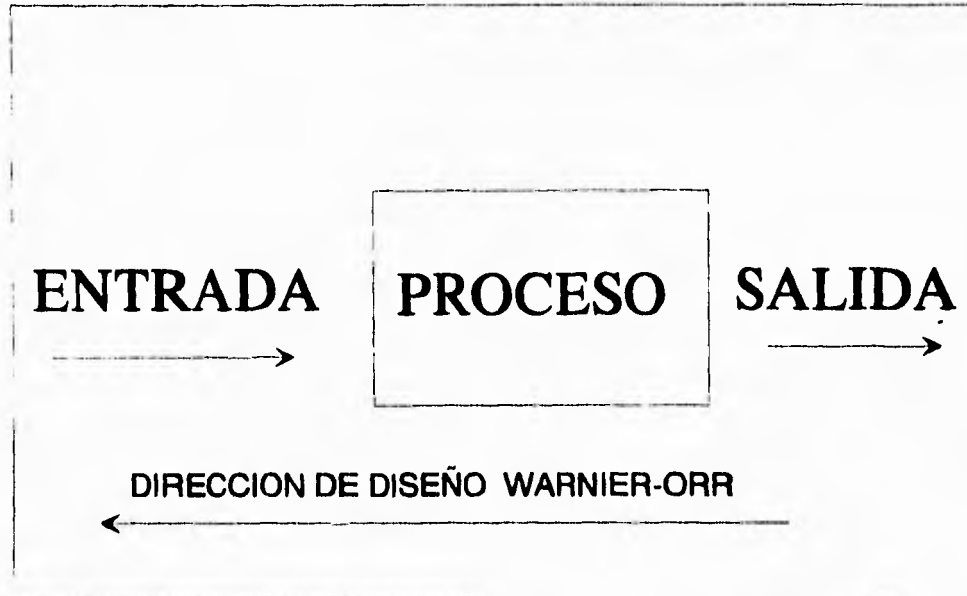 ENTRADA PROCESO SALIDA
DIRECCION DE DISEÑO WARNIER-ORR